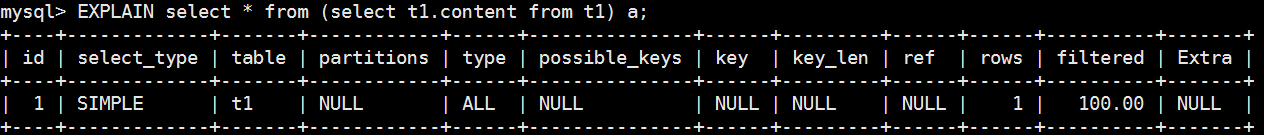 mysql> EXPLAIN select * from (select t1.content from t1) a;
+----+-------------+-------+------------+------+---------------+------+---------+------+------+----------+-------+
| id | select_type | table | partitions | type | possible_keys | key  | key_len | ref  | rows | filtered | Extra |
+----+-------------+-------+------------+------+---------------+------+---------+------+------+----------+-------+
|  1 | SIMPLE      | t1    | NULL       | ALL  | NULL          | NULL | NULL    | NULL |    1 |   100.00 | NULL  |
+----+-------------+-------+------------+------+---------------+------+---------+------+------+----------+-------+